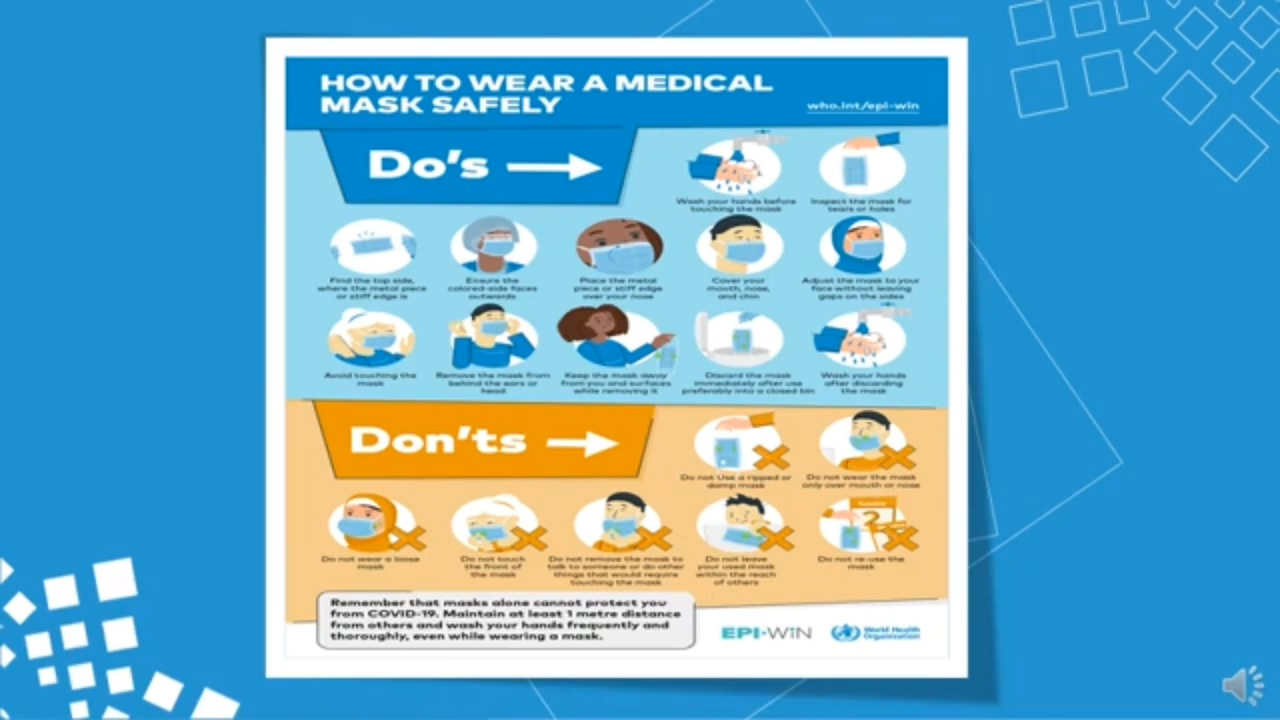 HOW TO WEAR A MEDICAL
MASK SAFELY
who.int/epi-win
Do's
Wash your hands before
touching the mask
Inspect the mask for
tears or holes
Find the top side,
where the metal piece
or stiff edge is
Ensure the
colored-side faces
outwards
Place the metal
piece or stiff edge
over your nose
Cover your
mouth, nose,
and chin
Adjust the mask to your
face without leaving
gaps on the sides
Avoid touching the
mask
Remove the mask from
behind the ears or
head
Keep the mask away
from you and surfaces
while removing it
Discard the mask
immediately after use
preferably into a closed bin
Wash your hands
after discarding
the mask
Don'ts
Do not Use a ripped or
damp mask
Do not wear the mask
only over mouth or nose
Do not wear a loose
mask
Do not touch
the front of
the mask
Do not remove the mask to
talk to someone or do other
things that would require
touching the mask
Do not leave
your used mask
within the reach
of others
Do not re-use the
mask
Remember that masks alone cannot protect you
from COVID-19. Maintain at least 1 metre distance
from others and wash your hands frequently and
thoroughly, even while wearing a mask.
EPI-WIN
World Health
Organization